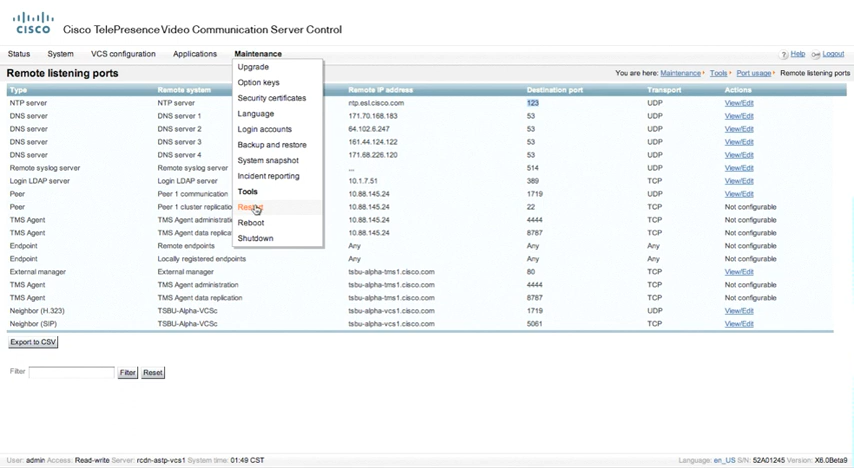 CISCO Cisco TelePresence Video Communication Server Control
Status System VCS configuration Applications Maintenance Help Logout
Remote listening ports You are here: Maintenance Tools Port usage Remote listening ports
Type Remote system Remote IP address Destination port Transport Actions
NTP server NTP server ntp.esl.cisco.com 123 UDP View/Edit
DNS server DNS server 1 171.70.168.183 53 UDP View/Edit
DNS server DNS server 2 64.102.6.247 53 UDP View/Edit
DNS server DNS server 3 161.44.124.122 53 UDP View/Edit
DNS server DNS server 4 171.68.226.120 53 UDP View/Edit
Remote syslog server Remote syslog server ... 514 UDP View/Edit
Login LDAP server Login LDAP server 10.1.7.51 389 TCP View/Edit
Peer Peer 1 communication 10.88.145.24 1719 UDP View/Edit
Peer Peer 1 cluster replicatio 10.88.145.24 22 TCP Not configurable
TMS Agent TMS Agent administratio 10.88.145.24 4444 TCP Not configurable
TMS Agent TMS Agent data repli 10.88.145.24 8787 TCP Not configurable
Endpoint Remote endpoints Any Any Any Not configurable
Endpoint Locally registered endpoints Any Any Any Not configurable
External manager External manager tsbu-alpha-tms1.cisco.com 80 TCP View/Edit
TMS Agent TMS Agent administration tsbu-alpha-tms1.cisco.com 4444 TCP Not configurable
TMS Agent TMS Agent data replication tsbu-alpha-tms1.cisco.com 8787 TCP Not configurable
Neighbor (H.323) TSBU-Alpha-VCSc tsbu-alpha-vcs1.cisco.com 1719 UDP View/Edit
Neighbor (SIP) TSBU-Alpha-VCSc tsbu-alpha-vcs1.cisco.com 5061 TCP View/Edit
Upgrade
Option keys
Security certificates
Language
Login accounts
Backup and restore
System snapshot
Incident reporting
Tools
Restart
Reboot
Shutdown
Export to CSV
Filter Filter Reset
User: admin Access: Read-write Server: rcdn-astp-vcs1 System time: 01:49 CST Language: en_US S/N: 52A01245 Version: X6.0Beta9